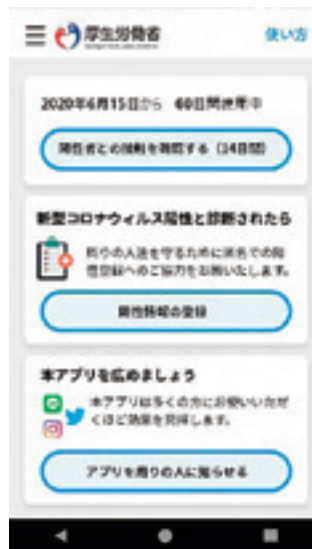 厚生労働省
使い方
2020年6月15日から 60日間使用中
陽性者との接触を確認する（14日間）
新型コロナウィルス陽性と診断されたら
周りの人達を守るために匿名での陽
性登録へのご協力をお願いいたします。
陽性情報の登録
本アプリを広めましょう
本アプリは多くの方にお使いいただ
くほど効果を発揮します。
アプリを周りの人に知らせる